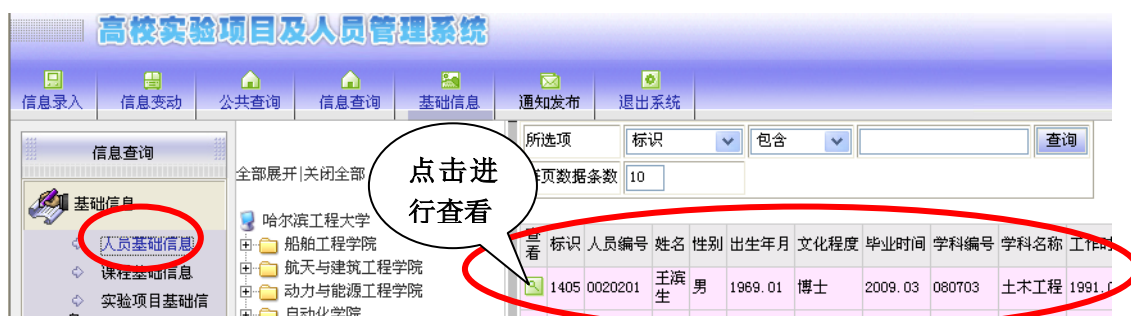 高校实验项目及人员管理系统
信息录入 信息变动 公共查询 信息查询 基础信息 通知发布 退出系统
信息查询
基础信息
人员基础信息
课程基础信息
实验项目基础信
全部展开|关闭全部
哈尔滨工程大学
船舶工程学院
航天与建筑工程学院
动力与能源工程学院
自动化学院
点击进
行查看
所选项 标识 包含 查询
页数据条数 10
查看 标识 人员编号 姓名 性别 出生年月 文化程度 毕业时间 学科编号 学科名称 工作时
1405 0020201 王滨生 男 1969.01 博士 2009.03 080703 土木工程 1991.